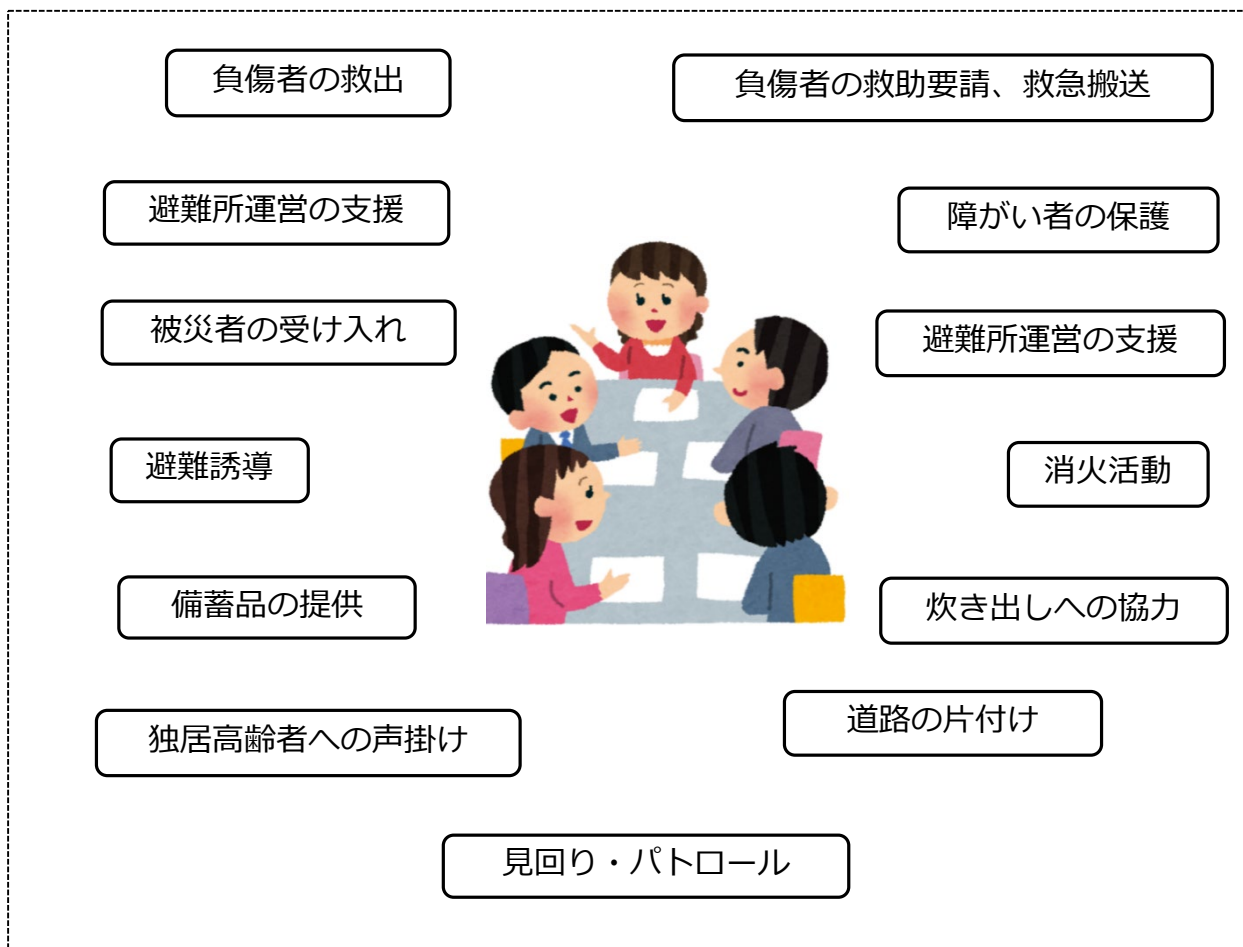 負傷者の救出
負傷者の救助要請、救急搬送
避難所運営の支援
障がい者の保護
被災者の受け入れ
避難所運営の支援
避難誘導
消火活動
備蓄品の提供
炊き出しへの協力
独居高齢者への声掛け
道路の片付け
見回り・パトロール